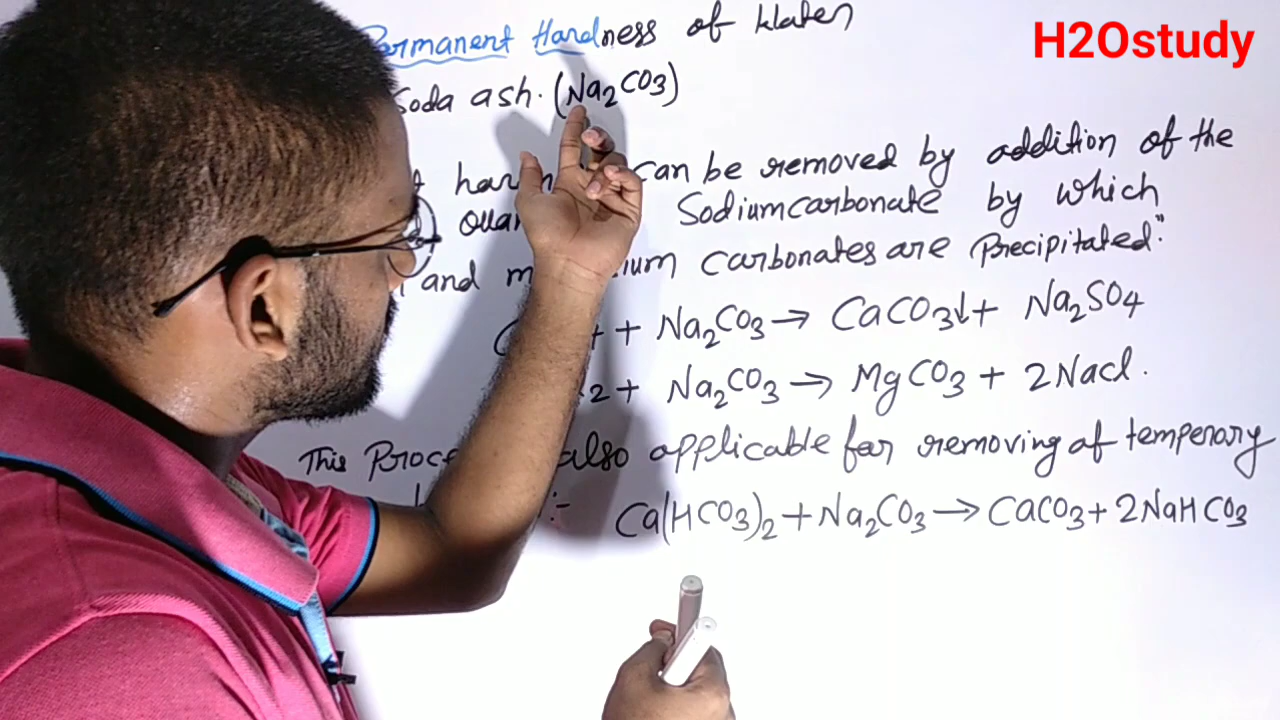 H2Ostudy
Permanent Hardness of Water
Soda ash. (Na2CO3)
can be removed by addition of the
Sodiumcarbonate by which
and carbonates are Precipitated."
+ Na2CO3 → CaCO3↓ + Na2SO4
2 + Na2CO3 → MgCO3 + 2Nacl.
This also applicable for removing of temperory
:- Ca(HCO3)2 + Na2CO3 → CaCO3 + 2NaHCO3